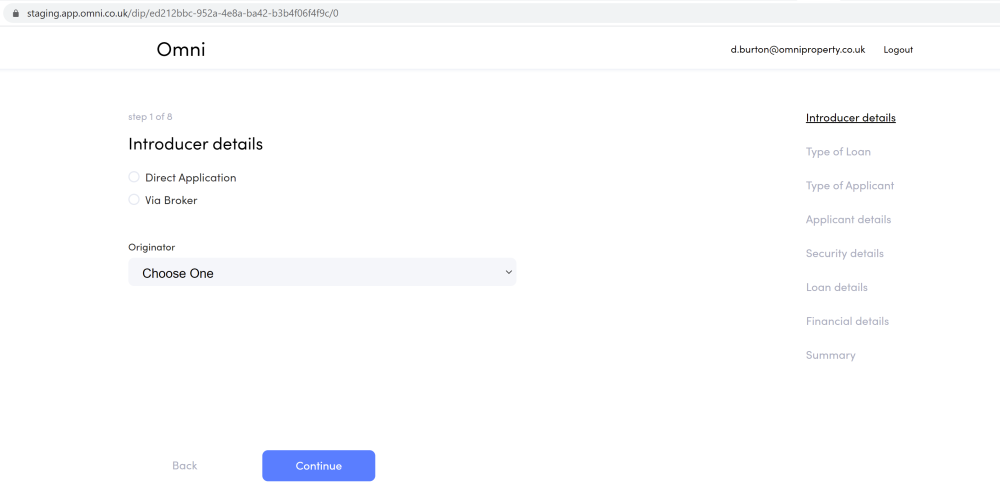 staging.app.omni.co.uk/dip/ed212bbc-952a-4e8a-ba42-b3b4f06f4f9c/0
Omni
d.burton@omniproperty.co.uk Logout
step 1 of 8
Introducer details
Direct Application
Via Broker
Originator
Choose One
Back
Continue
Introducer details
Type of Loan
Type of Applicant
Applicant details
Security details
Loan details
Financial details
Summary